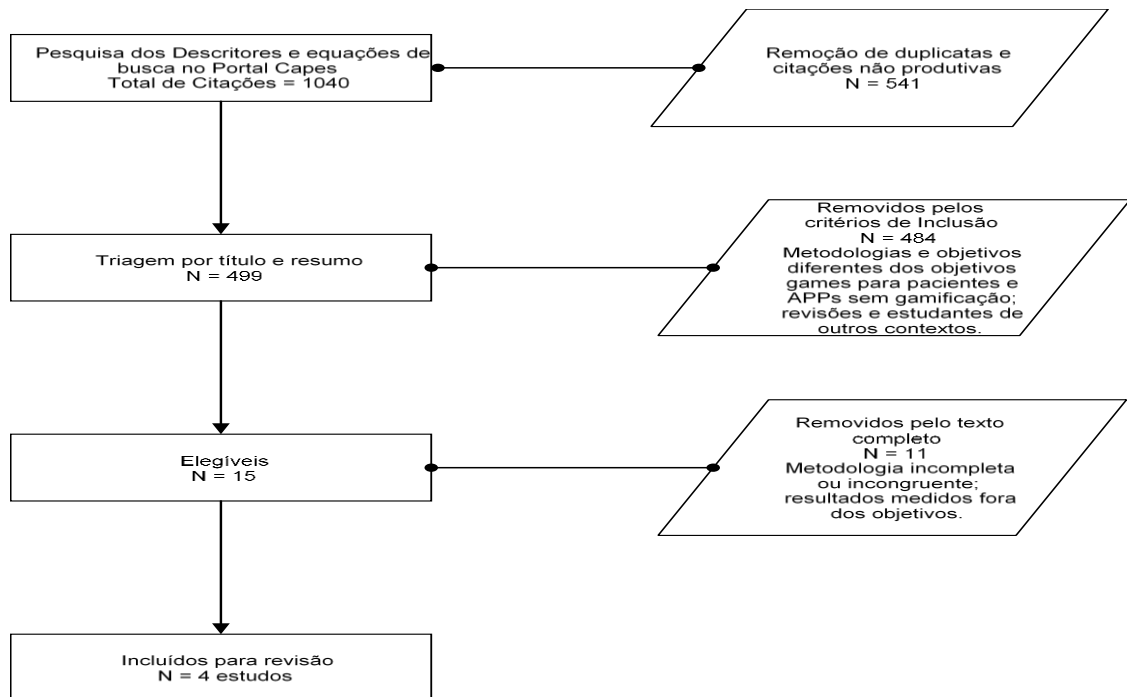 Pesquisa dos Descritores e equações de
busca no Portal Capes
Total de Citações = 1040
Remoção de duplicatas e
citações não produtivas
N = 541
Triagem por título e resumo
N = 499
Removidos pelos
critérios de Inclusão
N = 484
Metodologias e objetivos
diferentes dos objetivos
games para pacientes e
APPs sem gamificação;
revisões e estudantes de
outros contextos.
Elegíveis
N = 15
Removidos pelo texto
completo
N = 11
Metodologia incompleta
ou incongruente;
resultados medidos fora
dos objetivos.
Incluídos para revisão
N = 4 estudos